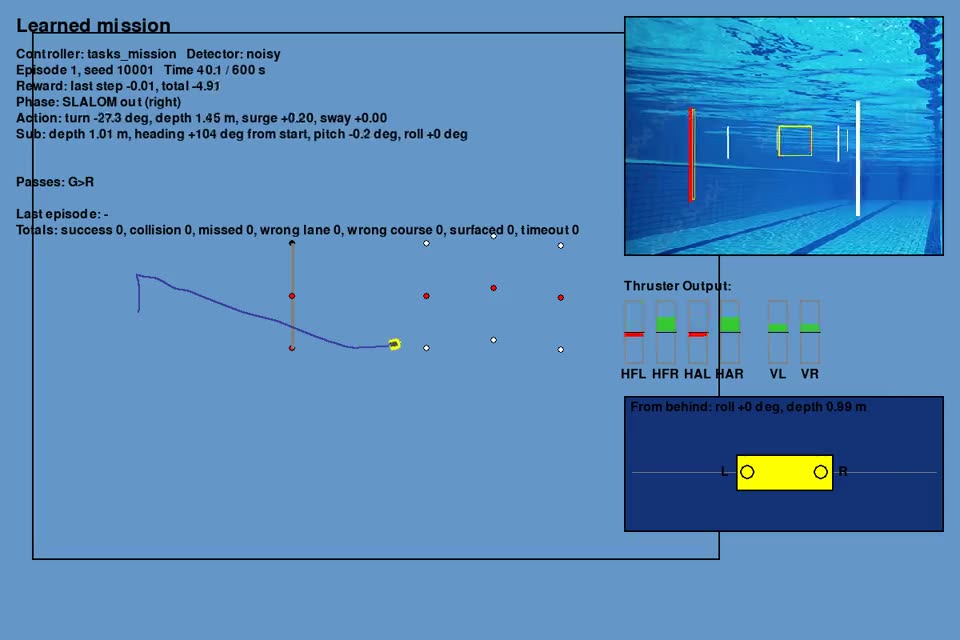 Learned mission
Controller: tasks_mission   Detector: noisy
Episode 1, seed 10001   Time 40.1 / 600 s
Reward: last step -0.01, total -4.91
Phase: SLALOM out (right)
Action: turn -27.3 deg, depth 1.45 m, surge +0.20, sway +0.00
Sub: depth 1.01 m, heading +104 deg from start, pitch -0.2 deg, roll +0 deg
Passes: G>R
Last episode: -
Totals: success 0, collision 0, missed 0, wrong lane 0, wrong course 0, surfaced 0, timeout 0
Thruster Output:
HFL HFR HAL HAR VL VR
From behind: roll +0 deg, depth 0.99 m
L R